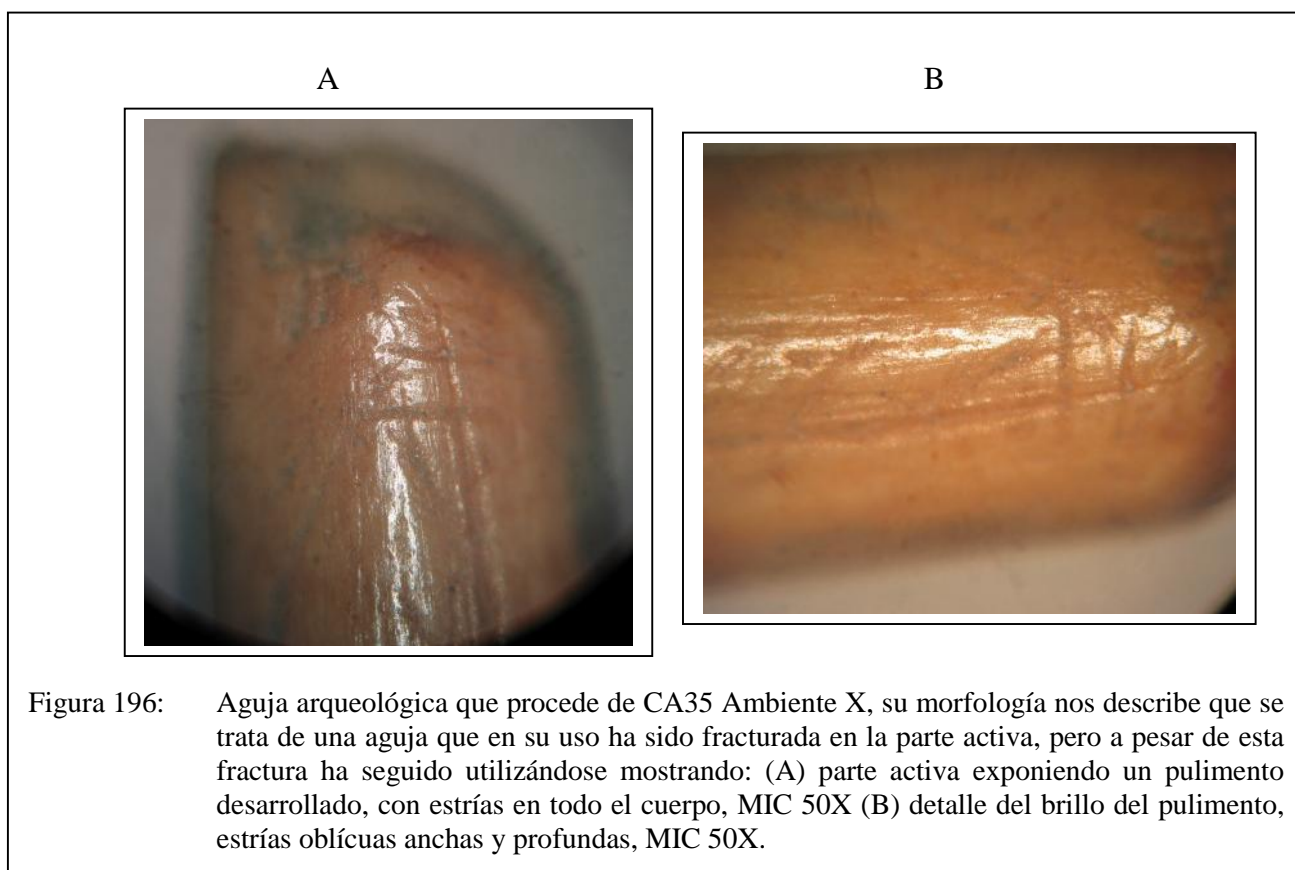 A B
Figura 196: Aguja arqueológica que procede de CA35 Ambiente X, su morfología nos describe que se
trata de una aguja que en su uso ha sido fracturada en la parte activa, pero a pesar de esta
fractura ha seguido utilizándose mostrando: (A) parte activa exponiendo un pulimento
desarrollado, con estrías en todo el cuerpo, MIC 50X (B) detalle del brillo del pulimento,
estrías oblícuas anchas y profundas, MIC 50X.